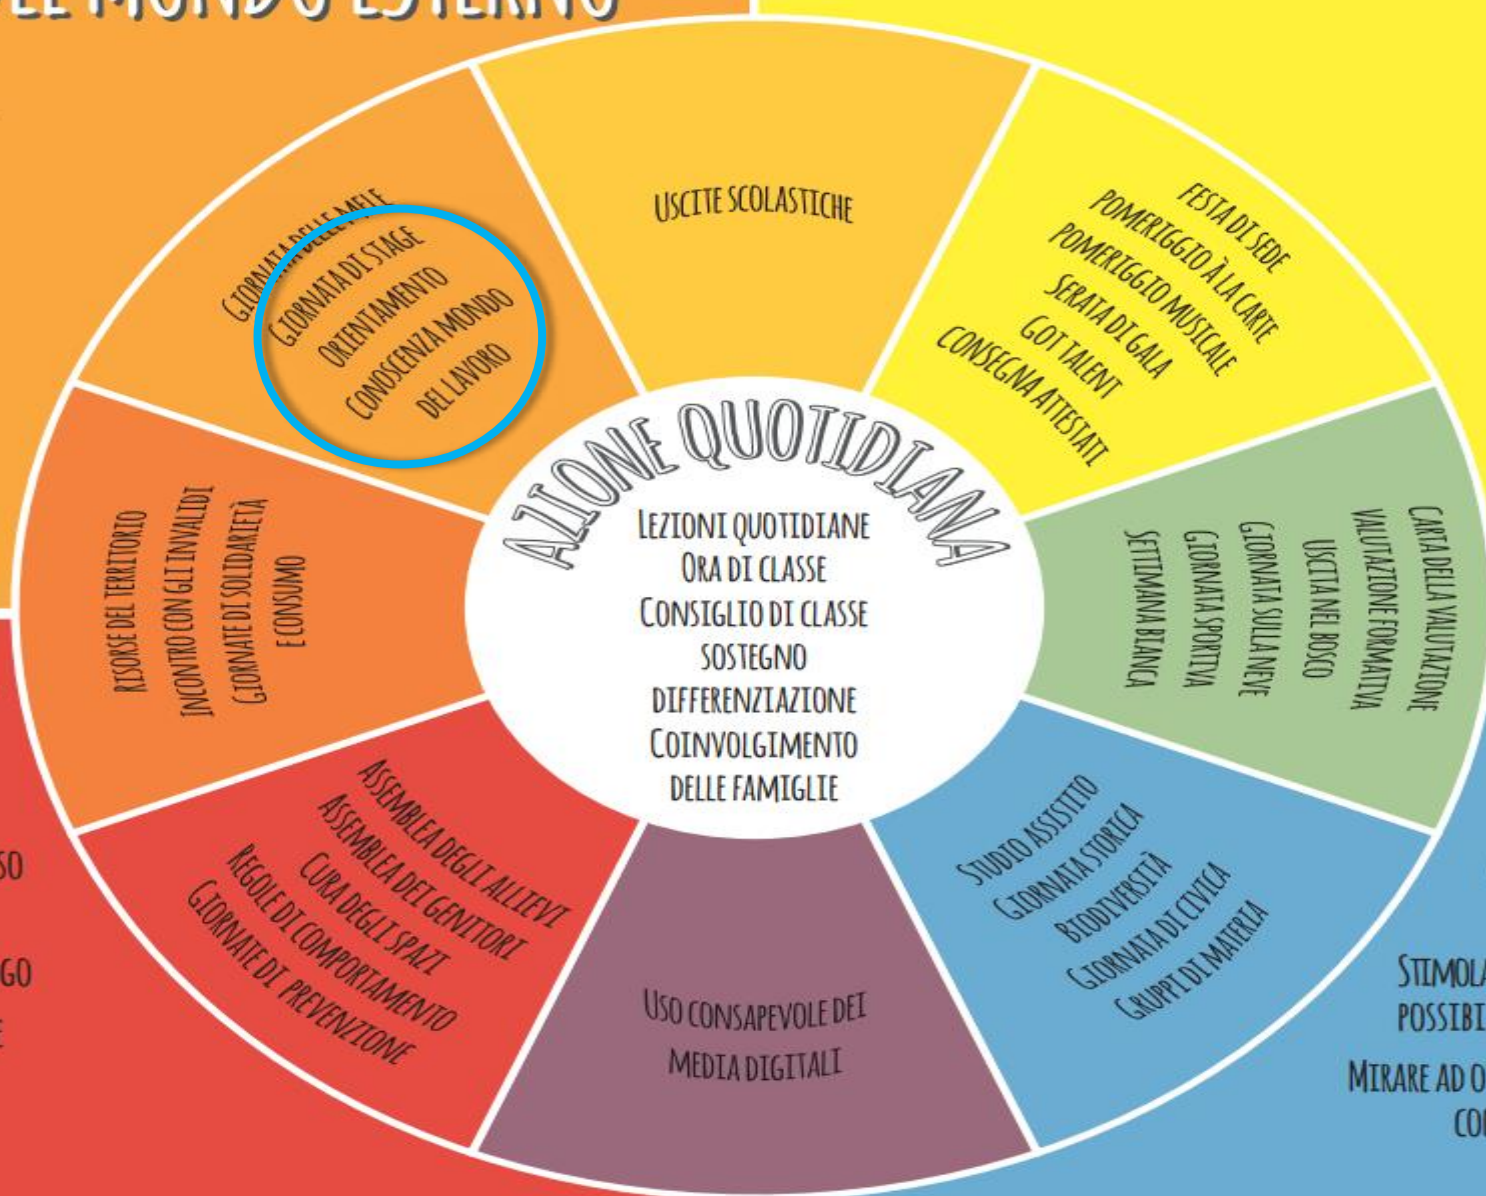 MONDO ESTERNO
USCITE SCOLASTICHE
FESTA DI SEDE
POMERIGGIO À LA CARTE
POMERIGGIO MUSICALE
SERATA DI GALA
GOT TALENT
CONSEGNA ATTESTATI
GIORNATA DELLE MELE
GIORNATA DI STAGE
ORIENTAMENTO
CONOSCENZA MONDO
DEL LAVORO
AZIONE QUOTIDIANA
LEZIONI QUOTIDIANE
ORA DI CLASSE
CONSIGLIO DI CLASSE
SOSTEGNO
DIFFERENZIAZIONE
COINVOLGIMENTO
DELLE FAMIGLIE
RISORSE DEL TERRITORIO
INCONTRO CON GLI INVALIDI
GIORNATE DI SOLIDARIETÀ
E CONSUMO
CARTA DELLA VALUTAZIONE
VALUTAZIONE FORMATIVA
USCITA NEL BOSCO
GIORNATA SULLA NEVE
GIORNATA SPORTIVA
SETTIMANA BIANCA
ASSEMBLEA DEGLI ALLIEVI
ASSEMBLEA DEI GENITORI
CURA DEGLI SPAZI
REGOLE DI COMPORTAMENTO
GIORNATE DI PREVENZIONE
USO CONSAPEVOLE DEI
MEDIA DIGITALI
STUDIO ASSISTITO
GIORNATA STORICA
BIODIVERSITÀ
GIORNATA DI CIVICA
GRUPPI DI MATERIA
SO
GO
E
STIMOLA
POSSIBI
MIRARE AD O
CO